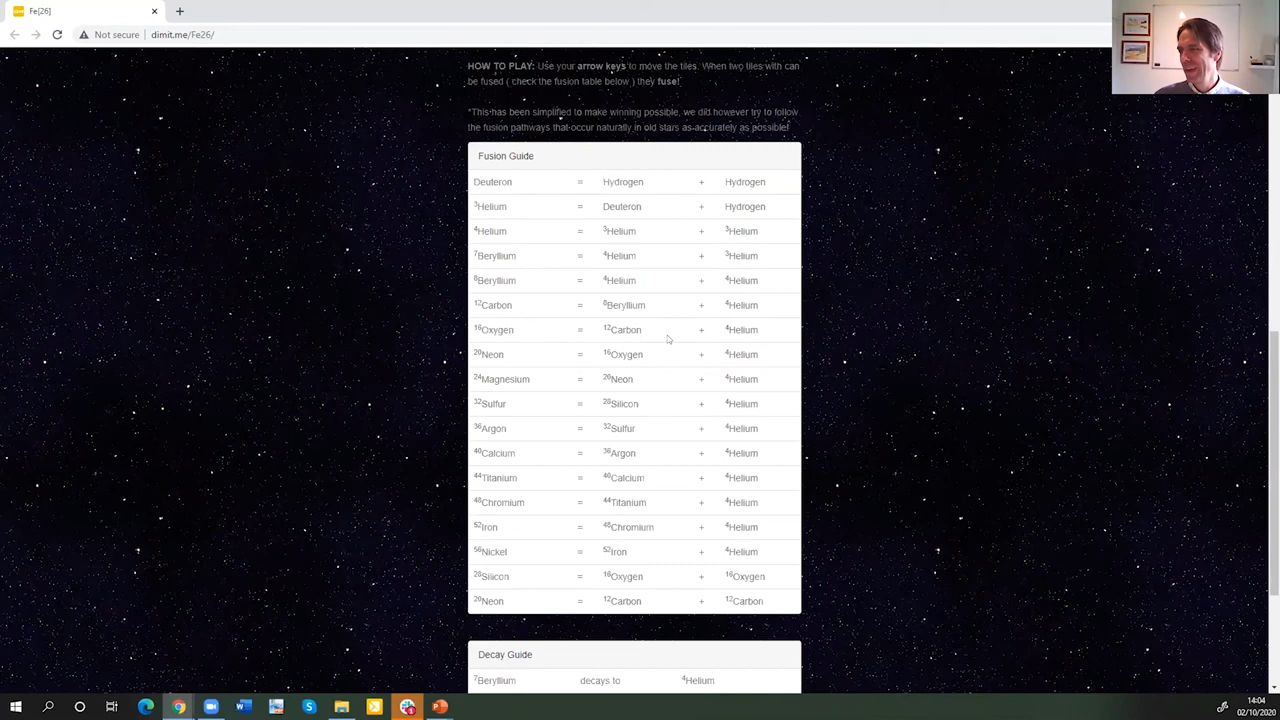 Fe[26]
Not secure
dimit.me/Fe26/
HOW TO PLAY: Use your arrow keys to move the tiles. When two tiles with can
be fused ( check the fusion table below ) they fuse!
*This has been simplified to make winning possible, we did however try to follow
the fusion pathways that occur naturally in old stars as accurately as possible!
Fusion Guide
Deuteron = Hydrogen + Hydrogen
³Helium = Deuteron + Hydrogen
⁴Helium = ³Helium + ³Helium
⁷Beryllium = ⁴Helium + ³Helium
⁸Beryllium = ⁴Helium + ⁴Helium
¹²Carbon = ⁸Beryllium + ⁴Helium
¹⁶Oxygen = ¹²Carbon + ⁴Helium
²⁰Neon = ¹⁶Oxygen + ⁴Helium
²⁴Magnesium = ²⁰Neon + ⁴Helium
³²Sulfur = ²⁸Silicon + ⁴Helium
³⁶Argon = ³²Sulfur + ⁴Helium
⁴⁰Calcium = ³⁶Argon + ⁴Helium
⁴⁴Titanium = ⁴⁰Calcium + ⁴Helium
⁴⁸Chromium = ⁴⁴Titanium + ⁴Helium
⁵²Iron = ⁴⁸Chromium + ⁴Helium
⁵⁶Nickel = ⁵²Iron + ⁴Helium
²⁸Silicon = ¹⁶Oxygen + ¹⁶Oxygen
²⁰Neon = ¹²Carbon + ¹²Carbon
Decay Guide
⁷Beryllium decays to ⁴Helium
14:04
02/10/2020